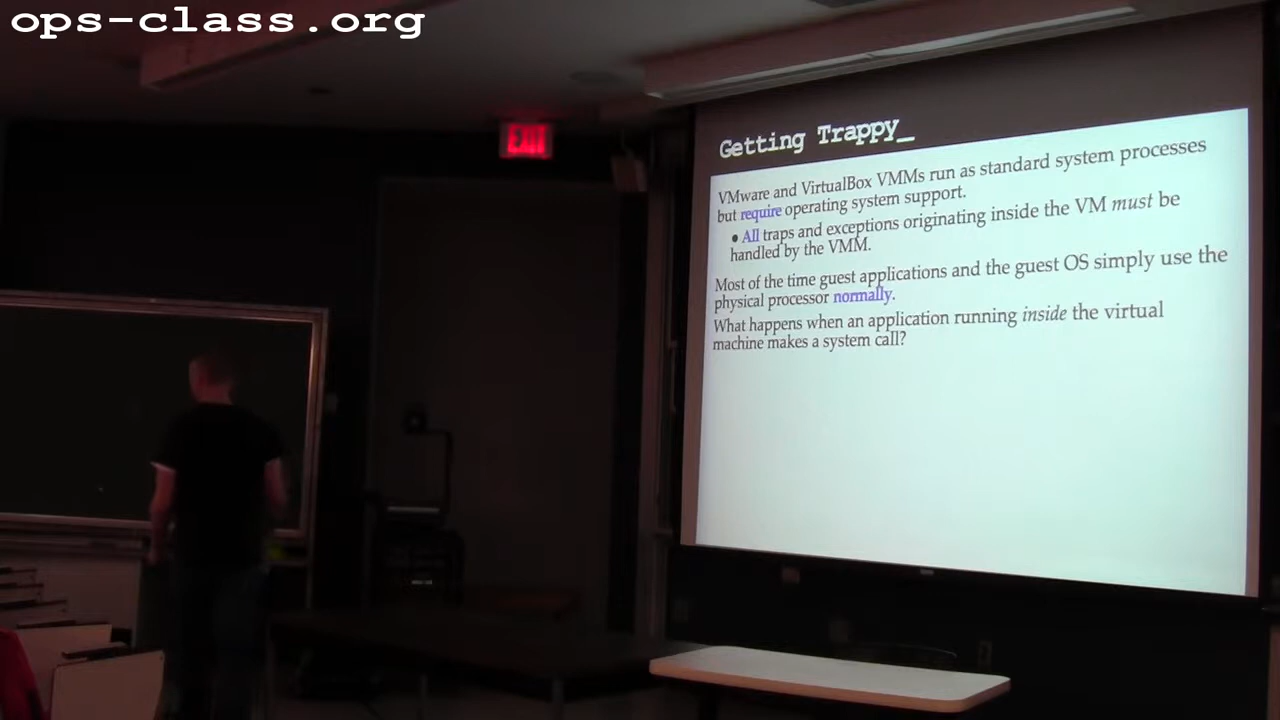 ops-class.org
EXIT
Getting Trappy_
VMware and VirtualBox VMMs run as standard system processes
but require operating system support.
• All traps and exceptions originating inside the VM must be
handled by the VMM.
Most of the time guest applications and the guest OS simply use the
physical processor normally.
What happens when an application running inside the virtual
machine makes a system call?